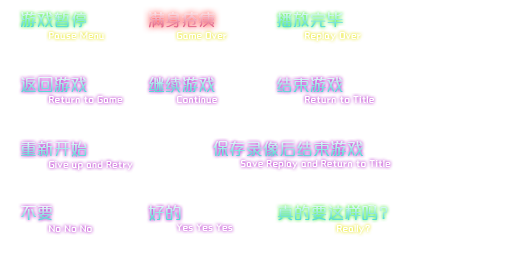 游戏暂停
Pause Menu
满身疮痍
Game Over
播放完毕
Replay Over
返回游戏
Return to Game
继续游戏
Continue
结束游戏
Return to Title
重新开始
Give up and Retry
保存录像后结束游戏
Save Replay and Return to Title
不要
No No No
好的
Yes Yes Yes
真的要这样吗?
Really?